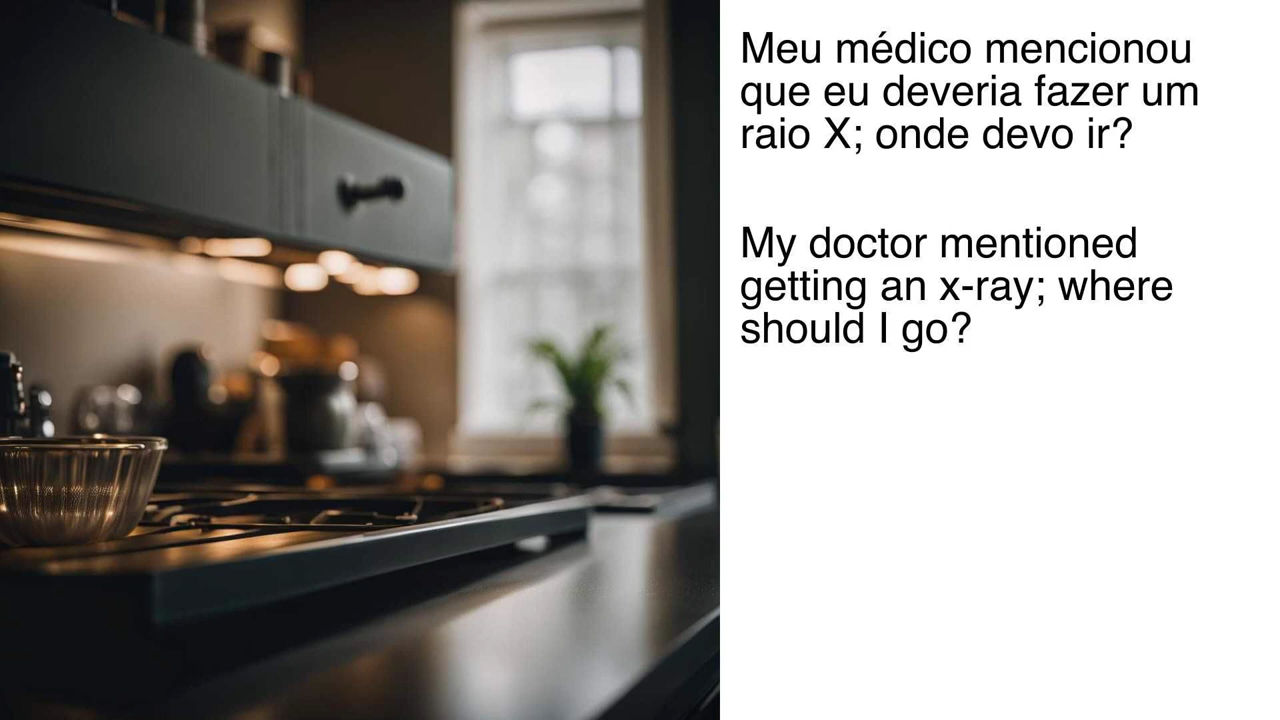 Meu médico mencionou
que eu deveria fazer um
raio X; onde devo ir?
My doctor mentioned
getting an x-ray; where
should I go?